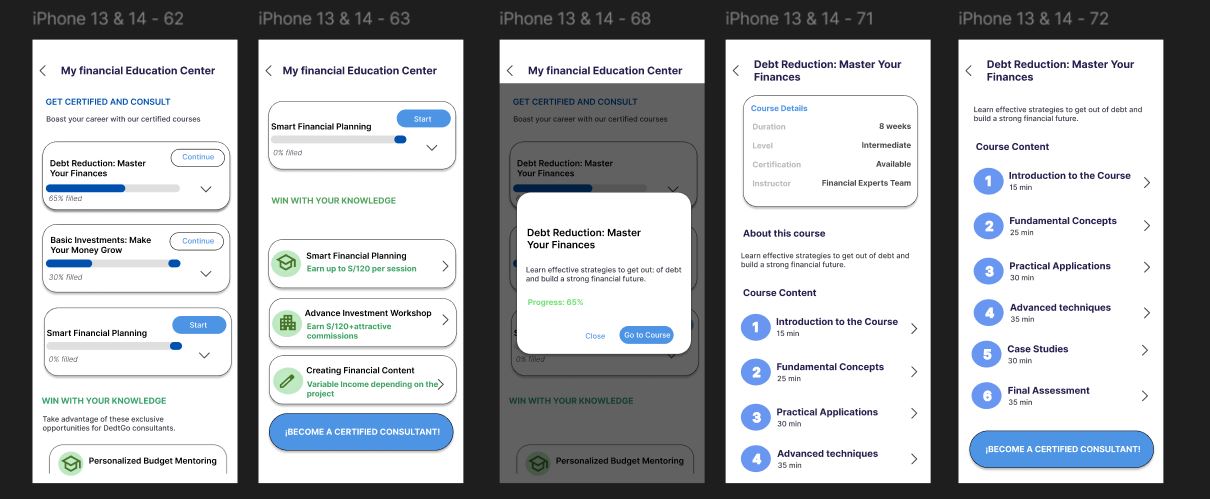 iPhone 13 & 14 - 62
My financial Education Center
GET CERTIFIED AND CONSULT
Boast your career with our certified courses
Debt Reduction: Master
Your Finances
Continue
65% filled
Basic Investments: Make
Your Money Grow
Continue
30% filled
Smart Financial Planning
Start
0% filled
WIN WITH YOUR KNOWLEDGE
Take advantage of these exclusive
opportunities for DedtGo consultants.
Personalized Budget Mentoring
iPhone 13 & 14 - 63
My financial Education Center
Start
Smart Financial Planning
0% filled
WIN WITH YOUR KNOWLEDGE
Smart Financial Planning
Earn up to S/120 per session
Advance Investment Workshop
Earn S/120+attractive
commissions
Creating Financial Content
Variable Income depending on the
project
¡BECOME A CERTIFIED CONSULTANT!
iPhone 13 & 14 - 68
My financial Education Center
GET CERTIFIED AND CONSULT
Boast your career with our certified courses
Debt Reduction: Master
Debt Reduction: Master
Your Finances
Learn effective strategies to get out: of debt
and build a strong financial future.
Progress: 65%
Close
Go to Course
0% filled
WIN WITH YOUR KNOWLEDGE
Personalized Budget Mentoring
iPhone 13 & 14 - 71
Debt Reduction: Master Your
Finances
Course Details
Duration 8 weeks
Level Intermediate
Certification Available
Instructor Financial Experts Team
About this course
Learn effective strategies to get out of debt and
build a strong financial future.
Course Content
1 Introduction to the Course
15 min
2 Fundamental Concepts
25 min
3 Practical Applications
30 min
4 Advanced techniques
35 min
iPhone 13 & 14 - 72
Debt Reduction: Master Your
Finances
Learn effective strategies to get out of debt and
build a strong financial future.
Course Content
1 Introduction to the Course
15 min
2 Fundamental Concepts
25 min
3 Practical Applications
30 min
4 Advanced techniques
35 min
5 Case Studies
30 min
6 Final Assessment
35 min
¡BECOME A CERTIFIED CONSULTANT!